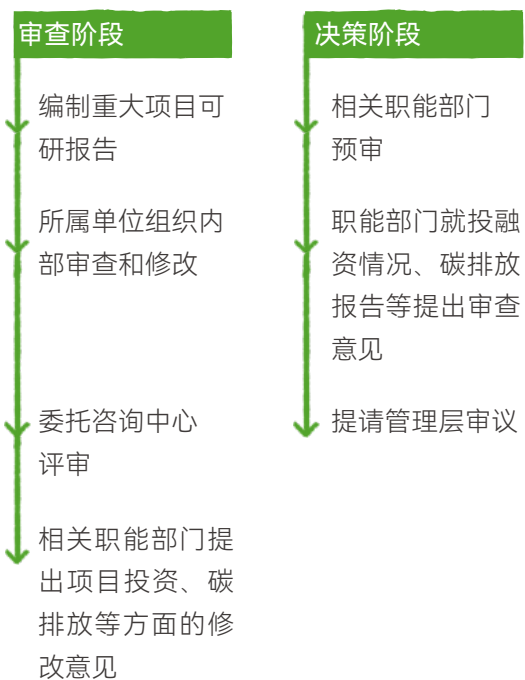 审查阶段
编制重大项目可
研报告
所属单位组织内
部审查和修改
委托咨询中心
评审
相关职能部门提
出项目投资、碳
排放等方面的修
改意见
决策阶段
相关职能部门
预审
职能部门就投融
资情况、碳排放
报告等提出审查
意见
提请管理层审议